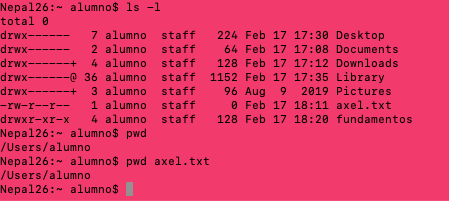 Nepal26:~ alumno$ ls -l
total 0
drwx------   7 alumno  staff   224 Feb 17 17:30 Desktop
drwx------   2 alumno  staff    64 Feb 17 17:08 Documents
drwx------+  4 alumno  staff   128 Feb 17 17:12 Downloads
drwx------@ 36 alumno  staff  1152 Feb 17 17:35 Library
drwx------+  3 alumno  staff    96 Aug  9  2019 Pictures
-rw-r--r--   1 alumno  staff     0 Feb 17 18:11 axel.txt
drwxr-xr-x   4 alumno  staff   128 Feb 17 18:20 fundamentos
Nepal26:~ alumno$ pwd
/Users/alumno
Nepal26:~ alumno$ pwd axel.txt
/Users/alumno
Nepal26:~ alumno$